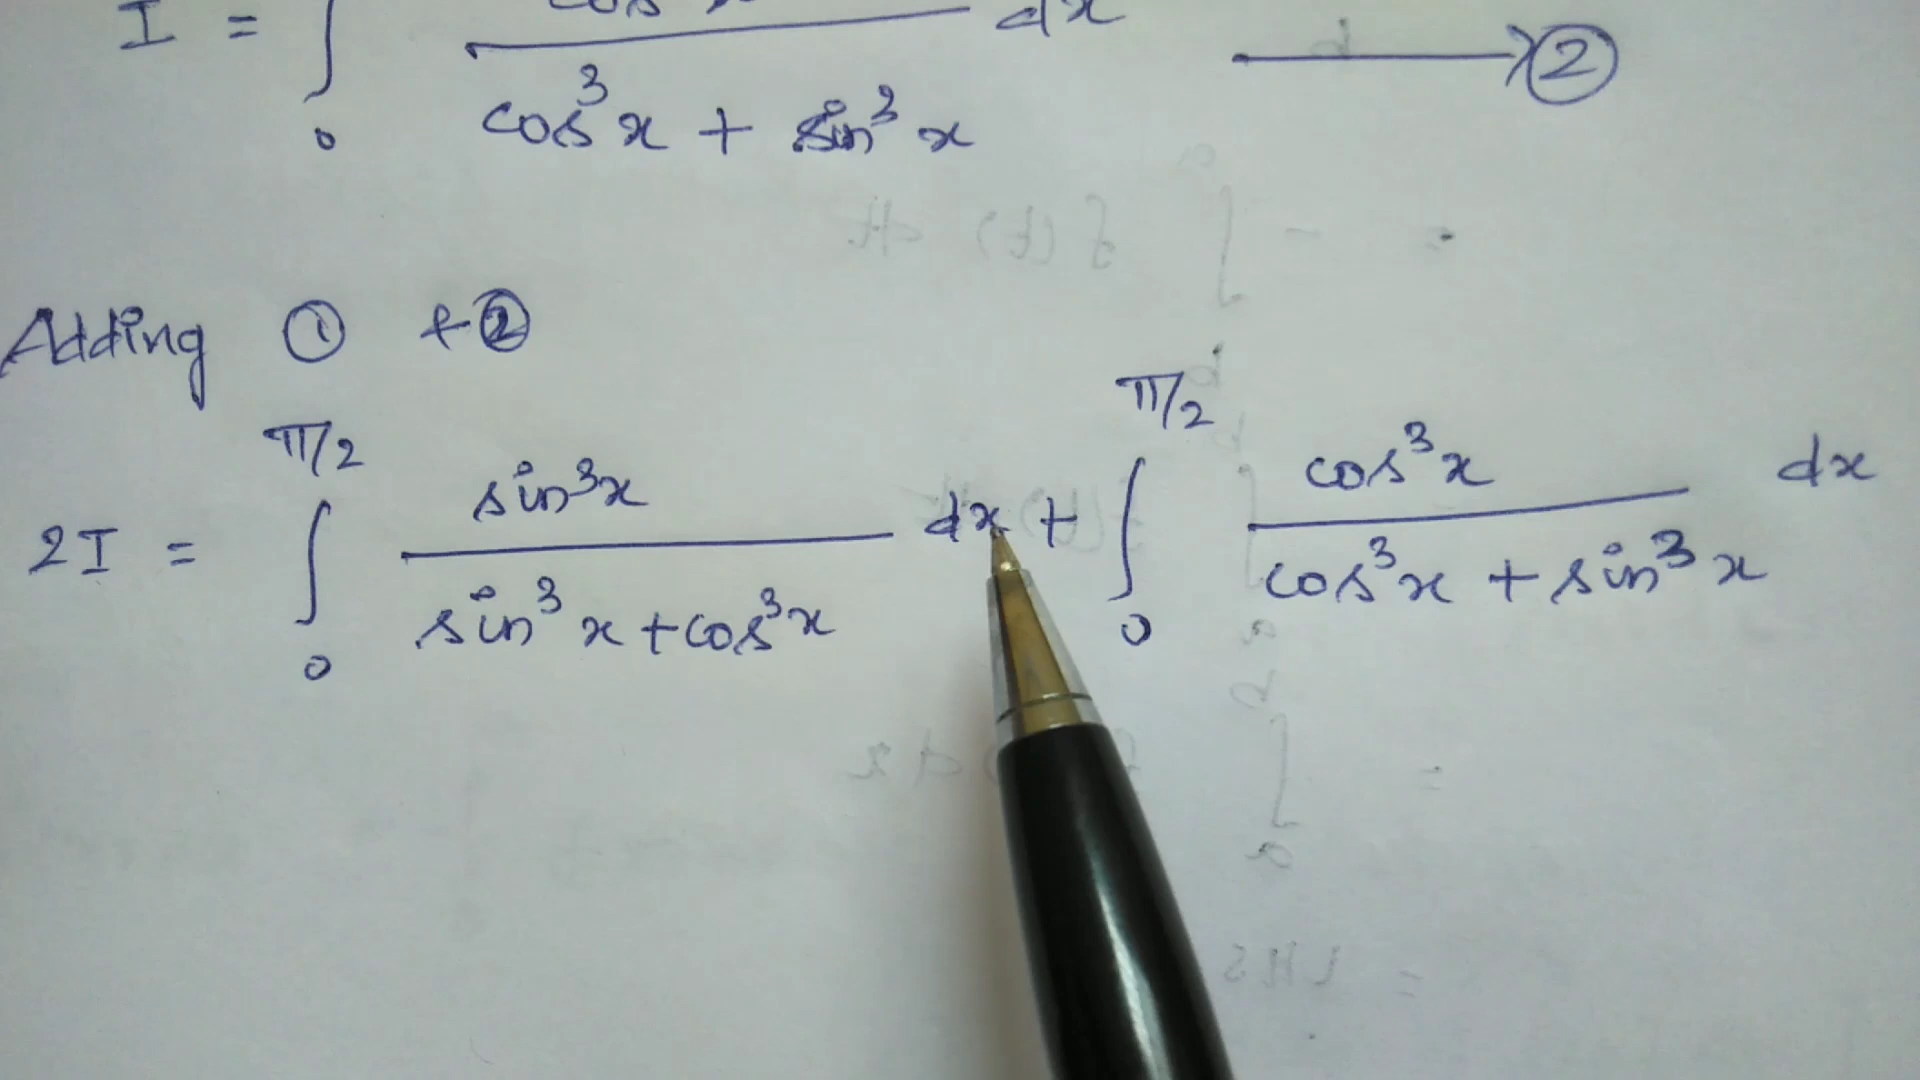 I = ∫₀ cos x / (cos³x + sin³x) dx → ②
Adding ① + ②
2I = ∫₀^(π/2) sin³x / (sin³x + cos³x) dx + ∫₀^(π/2) cos³x / (cos³x + sin³x) dx